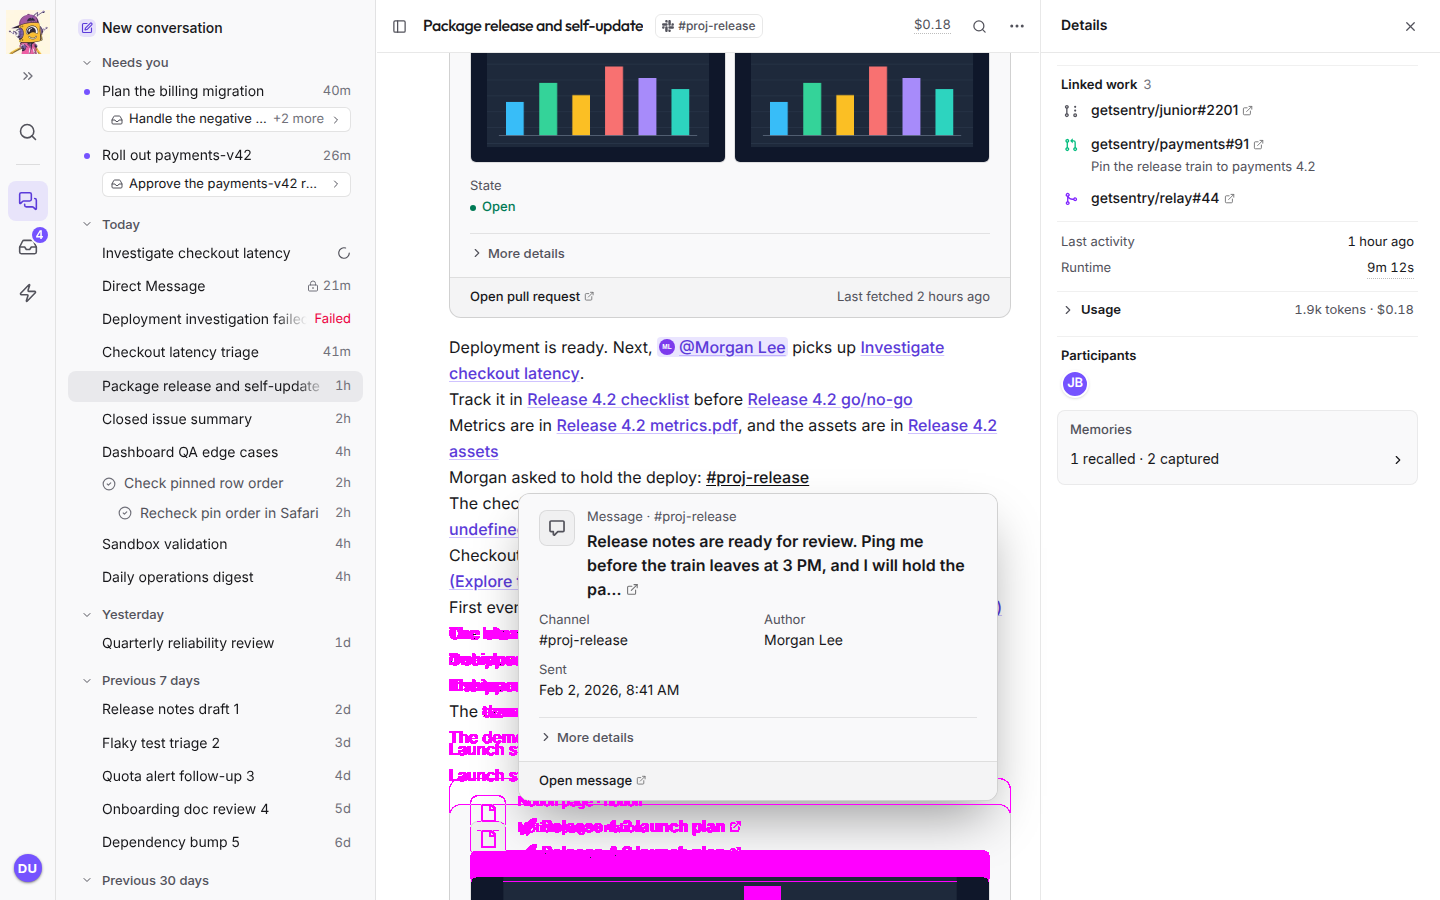 New conversation
Needs you
Plan the billing migration 40m
Handle the negative ... +2 more
Roll out payments-v42 26m
Approve the payments-v42 r...
Today
Investigate checkout latency
Direct Message 21m
Deployment investigation failed Failed
Checkout latency triage 41m
Package release and self-update 1h
Closed issue summary 2h
Dashboard QA edge cases 4h
Check pinned row order 2h
Recheck pin order in Safari 2h
Sandbox validation 4h
Daily operations digest 4h
Yesterday
Quarterly reliability review 1d
Previous 7 days
Release notes draft 1 2d
Flaky test triage 2 3d
Quota alert follow-up 3 4d
Onboarding doc review 4 5d
Dependency bump 5 6d
Previous 30 days
4
DU
Package release and self-update #proj-release $0.18
State
Open
More details
Open pull request Last fetched 2 hours ago
Deployment is ready. Next, ML @Morgan Lee picks up Investigate
checkout latency.
Track it in Release 4.2 checklist before Release 4.2 go/no-go
Metrics are in Release 4.2 metrics.pdf, and the assets are in Release 4.2
assets
Morgan asked to hold the deploy: #proj-release
The chec
undefine
Checkout
(Explore
First ever )
The
The demo
Launch
Launch
Message · #proj-release
Release notes are ready for review. Ping me
before the train leaves at 3 PM, and I will hold the
pa...
Channel Author
#proj-release Morgan Lee
Sent
Feb 2, 2026, 8:41 AM
More details
Open message
Release 4.2 launch plan
Details
Linked work 3
getsentry/junior#2201
getsentry/payments#91
Pin the release train to payments 4.2
getsentry/relay#44
Last activity 1 hour ago
Runtime 9m 12s
Usage 1.9k tokens · $0.18
Participants
JB
Memories
1 recalled · 2 captured